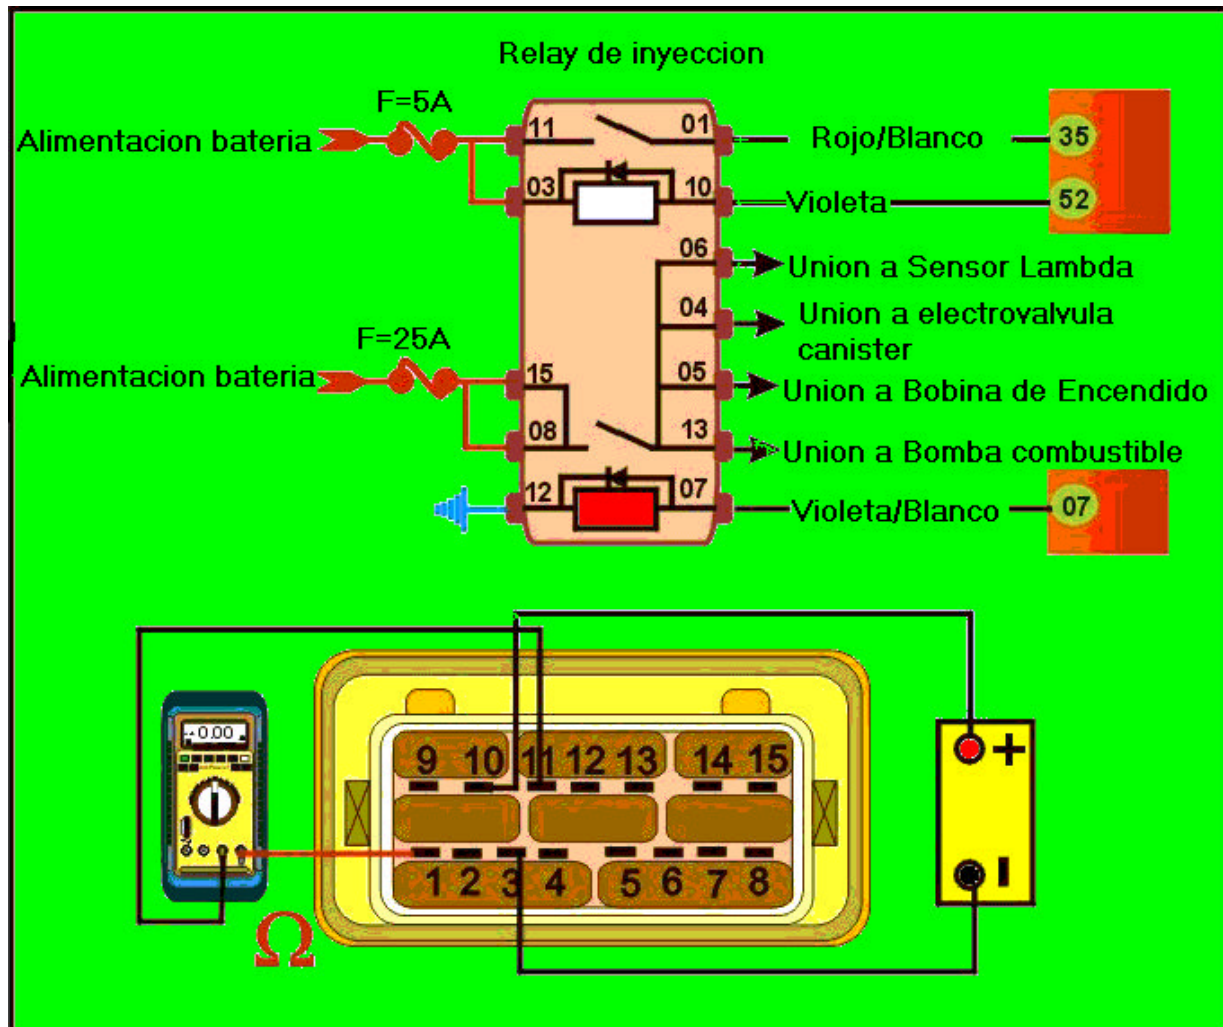 Relay de inyeccion
F=5A
Alimentacion bateria
11
01
Rojo/Blanco
35
03
10
Violeta
52
06
Union a Sensor Lambda
04
Union a electrovalvula
canister
F=25A
Alimentacion bateria
15
05
Union a Bobina de Encendido
08
13
Union a Bomba combustible
12
07
Violeta/Blanco
07
0.00
9 10 11 12 13 14 15
1 2 3 4 5 6 7 8
+
-
Ω